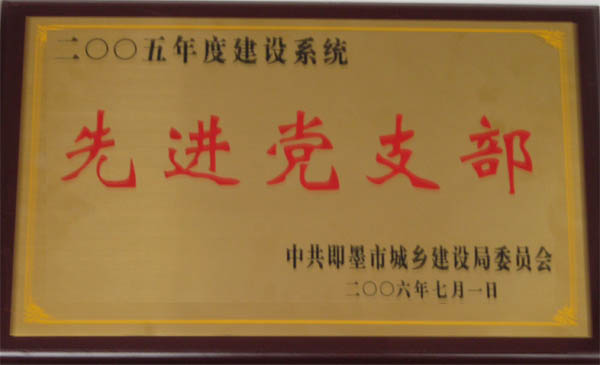 二〇〇五年度建设系统
先进党支部
中共即墨市城乡建设局委员会
二〇〇六年七月一日